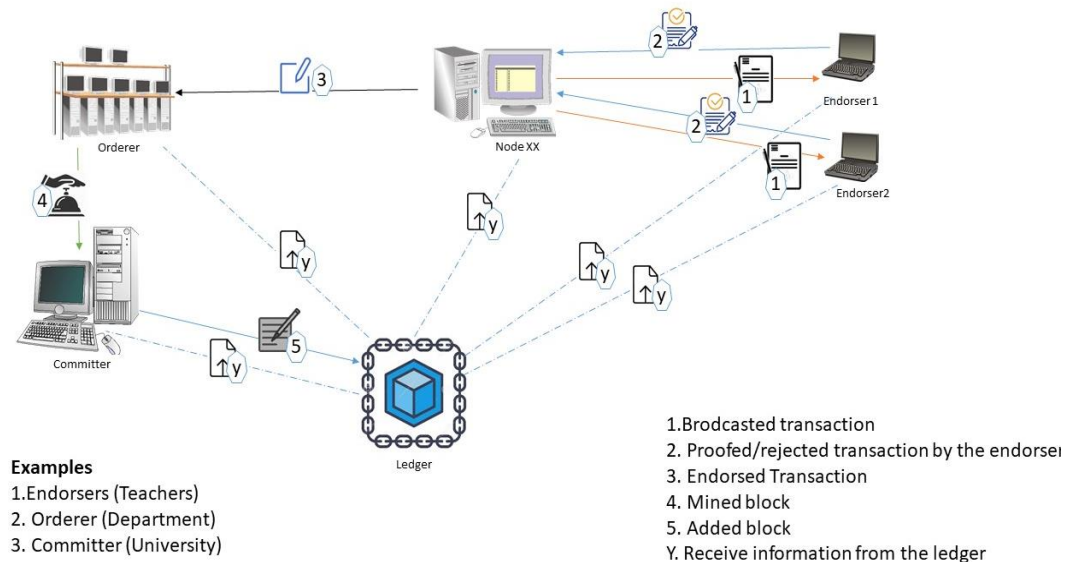 2
1
Endorser 1
3
2
Orderer
Node XX
1
Endorser2
4
y
y
y
y
5
y
Committer
Ledger
Examples
1.Endorsers (Teachers)
2. Orderer (Department)
3. Committer (University)
1.Brodcasted transaction
2. Proofed/rejected transaction by the endorser
3. Endorsed Transaction
4. Mined block
5. Added block
Y. Receive information from the ledger